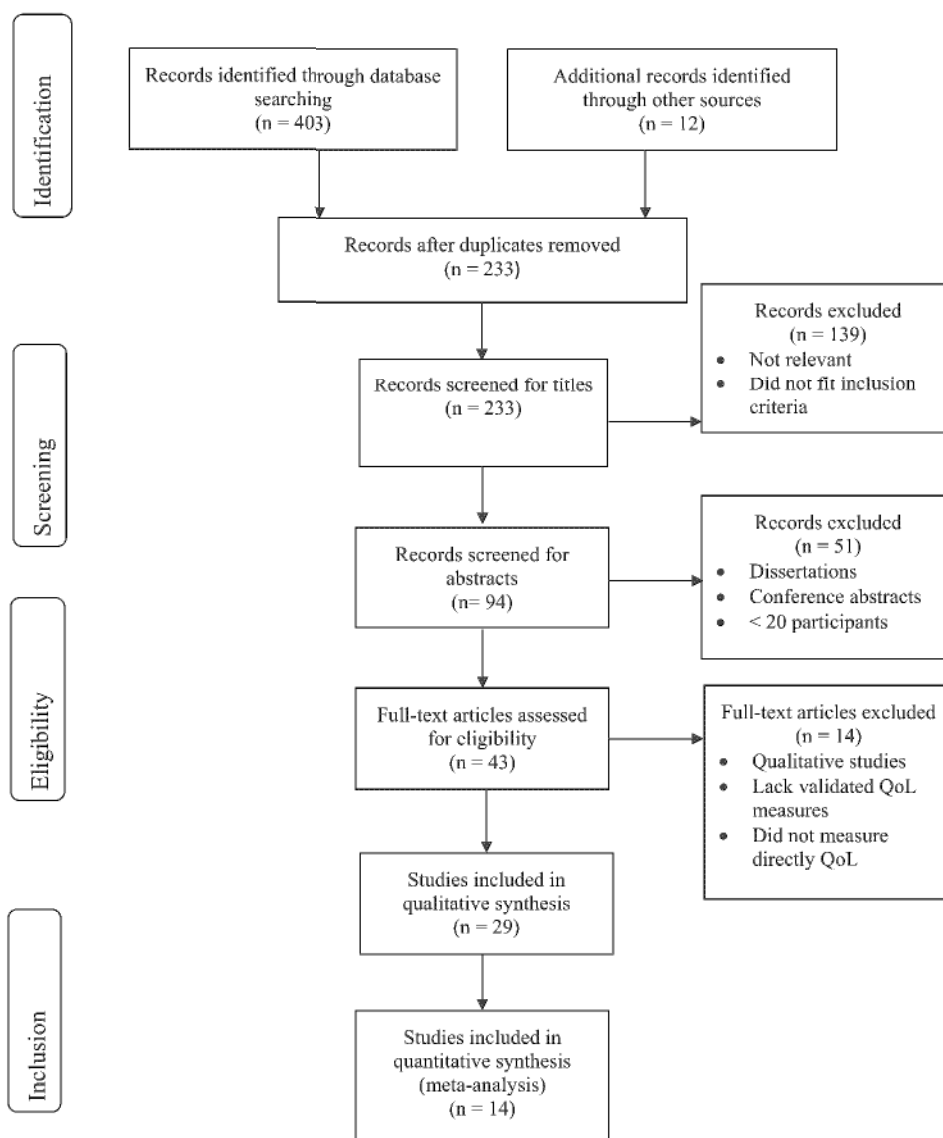 Identification
Records identified through database
searching
(n = 403)
Additional records identified
through other sources
(n = 12)
Records after duplicates removed
(n = 233)
Screening
Records screened for titles
(n = 233)
Records excluded
(n = 139)
• Not relevant
• Did not fit inclusion
criteria
Records screened for
abstracts
(n= 94)
Records excluded
(n = 51)
• Dissertations
• Conference abstracts
• < 20 participants
Eligibility
Full-text articles assessed
for eligibility
(n = 43)
Full-text articles excluded
(n = 14)
• Qualitative studies
• Lack validated QoL
measures
• Did not measure
directly QoL
Studies included in
qualitative synthesis
(n = 29)
Inclusion
Studies included in
quantitative synthesis
(meta-analysis)
(n = 14)